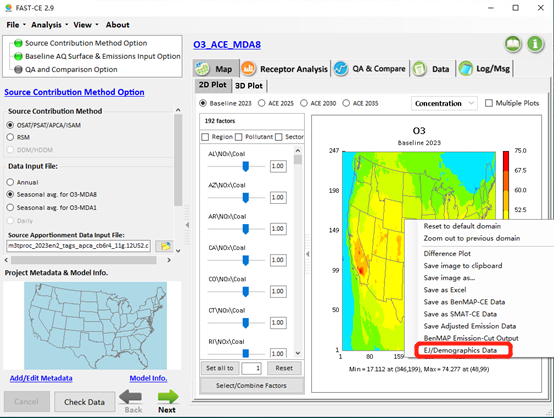 FAST-CE 2.9
File Analysis View About
Source Contribution Method Option
Baseline AQ Surface & Emissions Input Option
QA and Comparison Option
Source Contribution Method Option
Source Contribution Method
OSAT/PSAT/APCA/ISAM
RSM
DDM/HDDM
Data Input File:
Annual
Seasonal avg. for O3-MDA8
Seasonal avg. for O3-MDA1
Daily
Source Apportionment Data Input File:
m3tproc_2023en2_tags_apca_cb6r4_11g.12US2.c
Project Metadata & Model Info.
Add/Edit Metadata Model Info.
Cancel Check Data Back Next
O3_ACE_MDA8
Map Receptor Analysis QA & Compare Data Log/Msg
2D Plot 3D Plot
Baseline 2023 ACE 2025 ACE 2030 ACE 2035 Concentration Multiple Plots
192 factors
Region Pollutant Sector
AL\NOx\Coal
1.00
AZ\NOx\Coal
1.00
AR\NOx\Coal
1.00
CA\NOx\Coal
1.00
CO\NOx\Coal
1.00
CT\NOx\Coal
1.00
RT\NOx\Coal
1.00
Set all to 1 Reset
Select/Combine Factors
O3
Baseline 2023
247
198
149
99
50
1
1 80 159
75.0
67.5
60.0
52.5
Min = 17.112 at (346,199), Max = 74.277 at (48,99)
Reset to default domain
Zoom out to previous domain
Difference Plot
Save image to clipboard
Save image as...
Save as Excel
Save as BenMAP-CE Data
Save as SMAT-CE Data
Save Adjusted Emission Data
BenMAP Emission-Cut Output
EJ/Demographics Data